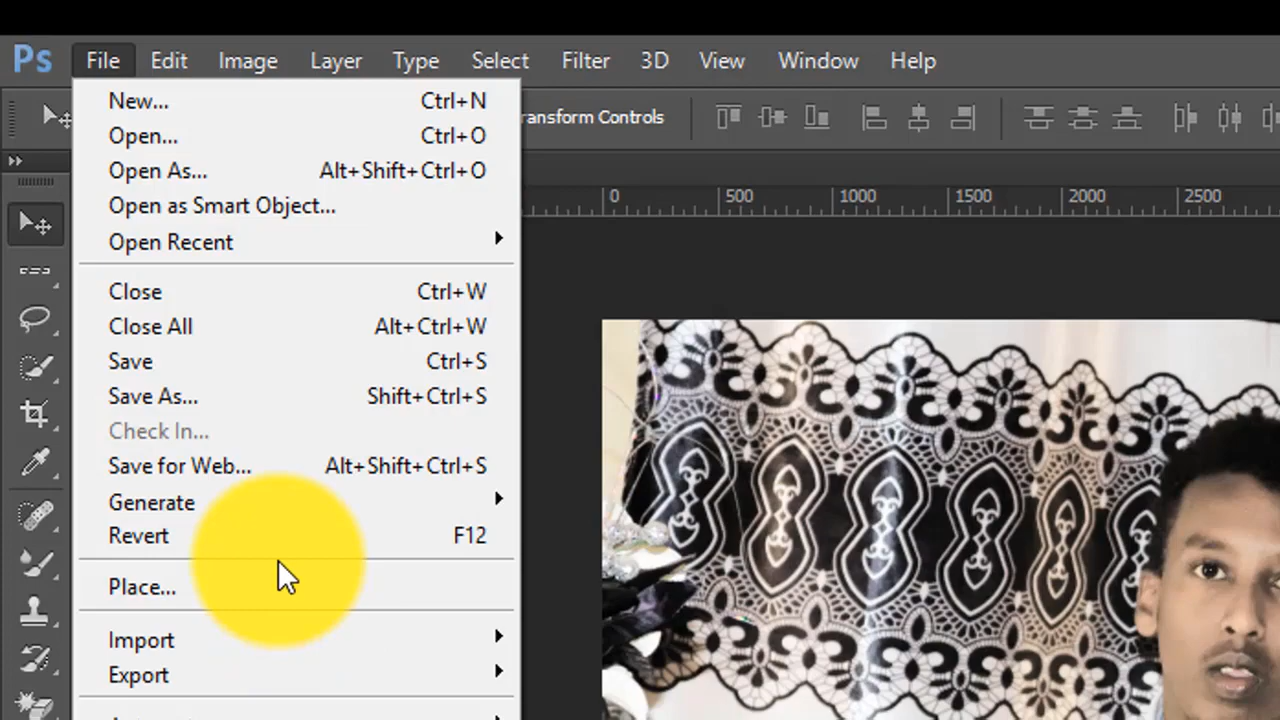 Ps File Edit Image Layer Type Select Filter 3D View Window Help
ransform Controls
New... Ctrl+N
Open... Ctrl+O
Open As... Alt+Shift+Ctrl+O
Open as Smart Object...
Open Recent
0 500 1000 1500 2000 2500
Close Ctrl+W
Close All Alt+Ctrl+W
Save Ctrl+S
Save As... Shift+Ctrl+S
Check In...
Save for Web... Alt+Shift+Ctrl+S
Generate
Revert F12
Place...
Import
Export